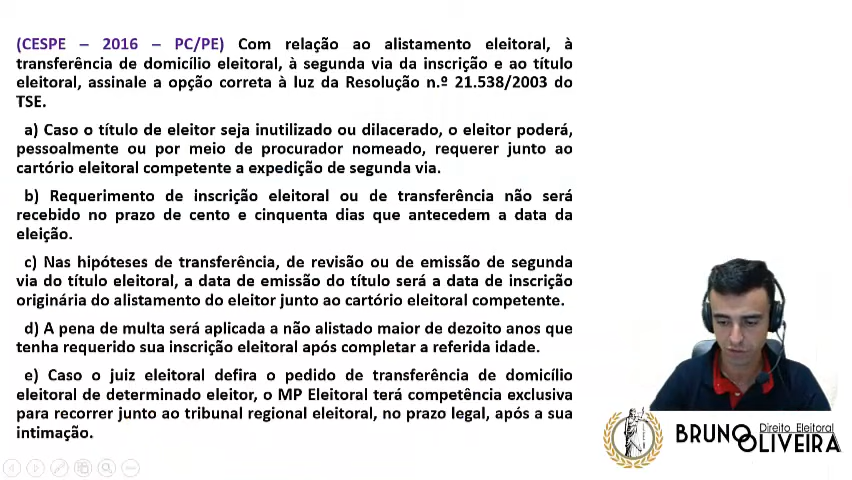 (CESPE – 2016 – PC/PE) Com relação ao alistamento eleitoral, à
transferência de domicílio eleitoral, à segunda via da inscrição e ao título
eleitoral, assinale a opção correta à luz da Resolução n.º 21.538/2003 do
TSE.
a) Caso o título de eleitor seja inutilizado ou dilacerado, o eleitor poderá,
pessoalmente ou por meio de procurador nomeado, requerer junto ao
cartório eleitoral competente a expedição de segunda via.
b) Requerimento de inscrição eleitoral ou de transferência não será
recebido no prazo de cento e cinquenta dias que antecedem a data da
eleição.
c) Nas hipóteses de transferência, de revisão ou de emissão de segunda
via do título eleitoral, a data de emissão do título será a data de inscrição
originária do alistamento do eleitor junto ao cartório eleitoral competente.
d) A pena de multa será aplicada a não alistado maior de dezoito anos que
tenha requerido sua inscrição eleitoral após completar a referida idade.
e) Caso o juiz eleitoral defira o pedido de transferência de domicílio
eleitoral de determinado eleitor, o MP Eleitoral terá competência exclusiva
para recorrer junto ao tribunal regional eleitoral, no prazo legal, após a sua
intimação.
BRUNO Direito Eleitoral
OLIVEIRA